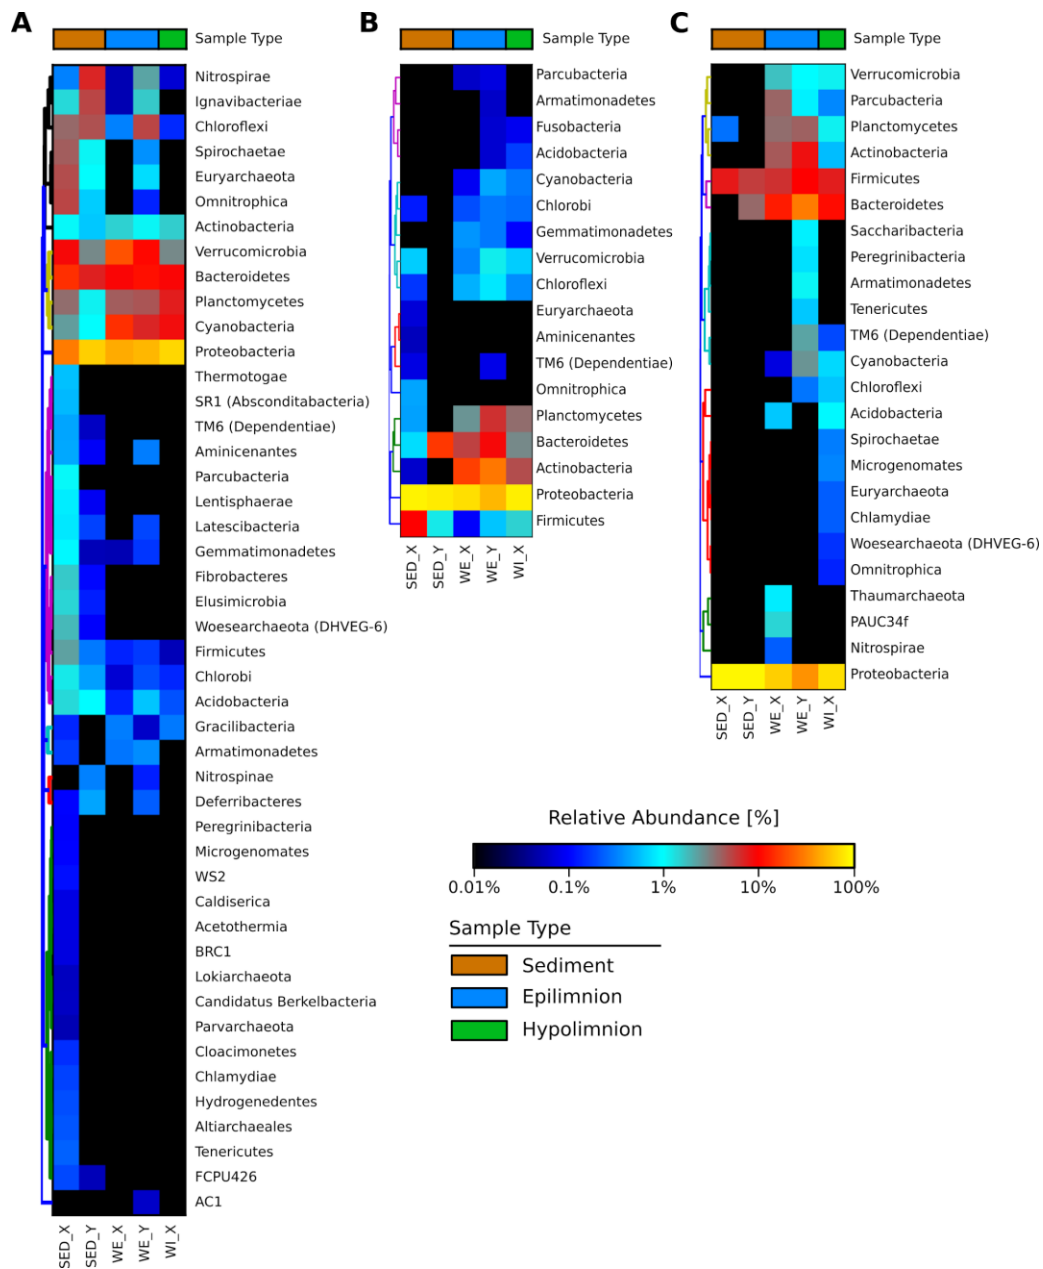 A
Sample Type
Nitrospirae
Ignavibacteriae
Chloroflexi
Spirochaetae
Euryarchaeota
Omnitrophica
Actinobacteria
Verrucomicrobia
Bacteroidetes
Planctomycetes
Cyanobacteria
Proteobacteria
Thermotogae
SR1 (Absconditabacteria)
TM6 (Dependentiae)
Aminicenantes
Parcubacteria
Lentisphaerae
Latescibacteria
Gemmatimonadetes
Fibrobacteres
Elusimicrobia
Woesearchaeota (DHVEG-6)
Firmicutes
Chlorobi
Acidobacteria
Gracilibacteria
Armatimonadetes
Nitrospinae
Deferribacteres
Peregrinibacteria
Microgenomates
WS2
Caldiserica
Acetothermia
BRC1
Lokiarchaeota
Candidatus Berkelbacteria
Parvarchaeota
Cloacimonetes
Chlamydiae
Hydrogenedentes
Altiarchaeales
Tenericutes
FCPU426
AC1
SED_X
SED_Y
WE_X
WE_Y
WI_X
B
Sample Type
Parcubacteria
Armatimonadetes
Fusobacteria
Acidobacteria
Cyanobacteria
Chlorobi
Gemmatimonadetes
Verrucomicrobia
Chloroflexi
Euryarchaeota
Aminicenantes
TM6 (Dependentiae)
Omnitrophica
Planctomycetes
Bacteroidetes
Actinobacteria
Proteobacteria
Firmicutes
SED_X
SED_Y
WE_X
WE_Y
WI_X
C
Sample Type
Verrucomicrobia
Parcubacteria
Planctomycetes
Actinobacteria
Firmicutes
Bacteroidetes
Saccharibacteria
Peregrinibacteria
Armatimonadetes
Tenericutes
TM6 (Dependentiae)
Cyanobacteria
Chloroflexi
Acidobacteria
Spirochaetae
Microgenomates
Euryarchaeota
Chlamydiae
Woesearchaeota (DHVEG-6)
Omnitrophica
Thaumarchaeota
PAUC34f
Nitrospirae
Proteobacteria
SED_X
SED_Y
WE_X
WE_Y
WI_X
Relative Abundance [%]
0.01% 0.1% 1% 10% 100%
Sample Type
Sediment
Epilimnion
Hypolimnion